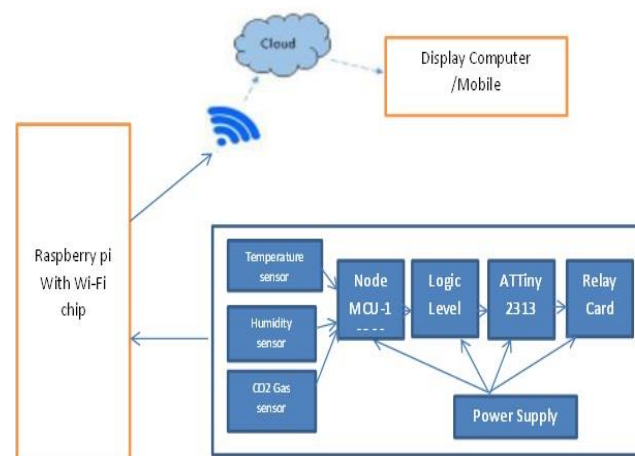 Cloud
Display Computer
/Mobile
Raspberry pi
With Wi-Fi
chip
Temperature
sensor
Humidity
sensor
CO2 Gas
sensor
Node
MCU-1
----
Logic
Level
ATTiny
2313
Relay
Card
Power Supply